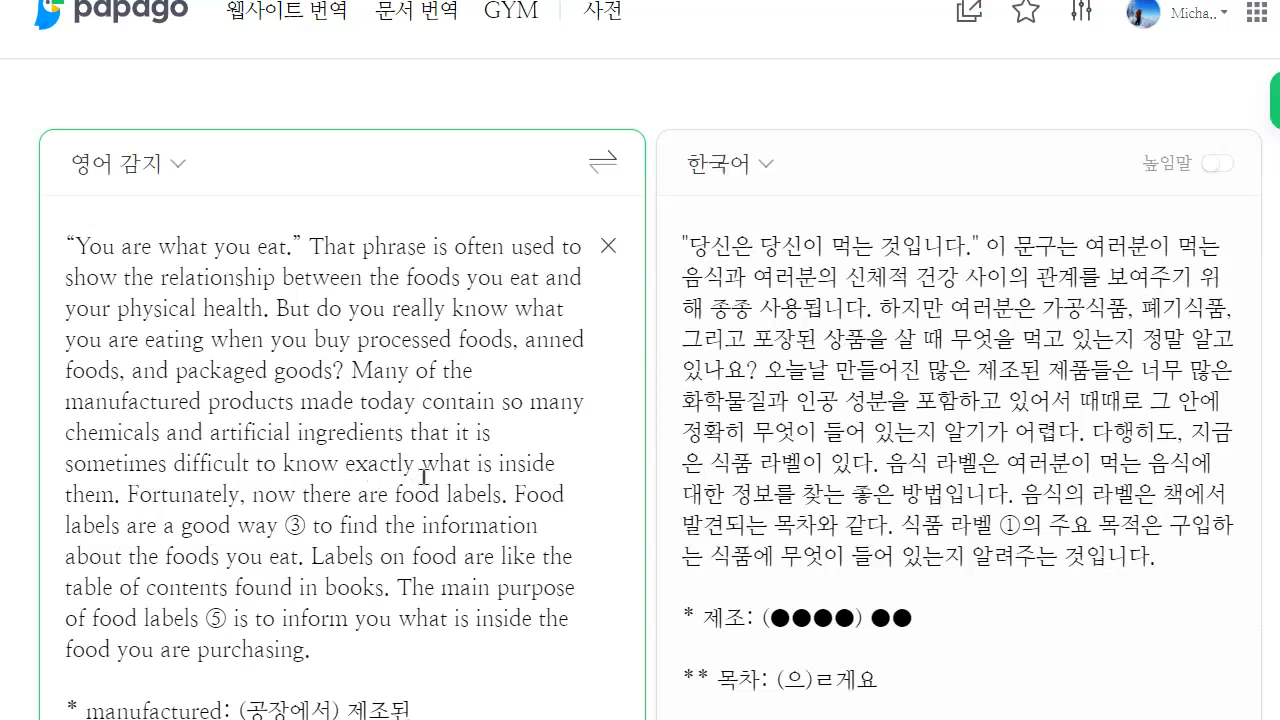 papago 웹사이트 번역 문서 번역 GYM 사전 Micha..
영어 감지
“You are what you eat.” That phrase is often used to
show the relationship between the foods you eat and
your physical health. But do you really know what
you are eating when you buy processed foods, anned
foods, and packaged goods? Many of the
manufactured products made today contain so many
chemicals and artificial ingredients that it is
sometimes difficult to know exactly what is inside
them. Fortunately, now there are food labels. Food
labels are a good way ③ to find the information
about the foods you eat. Labels on food are like the
table of contents found in books. The main purpose
of food labels ⑤ is to inform you what is inside the
food you are purchasing.
* manufactured: (공장에서) 제조된
한국어 높임말
"당신은 당신이 먹는 것입니다." 이 문구는 여러분이 먹는
음식과 여러분의 신체적 건강 사이의 관계를 보여주기 위
해 종종 사용됩니다. 하지만 여러분은 가공식품, 폐기식품,
그리고 포장된 상품을 살 때 무엇을 먹고 있는지 정말 알고
있나요? 오늘날 만들어진 많은 제조된 제품들은 너무 많은
화학물질과 인공 성분을 포함하고 있어서 때때로 그 안에
정확히 무엇이 들어 있는지 알기가 어렵다. 다행히도, 지금
은 식품 라벨이 있다. 음식 라벨은 여러분이 먹는 음식에
대한 정보를 찾는 좋은 방법입니다. 음식의 라벨은 책에서
발견되는 목차와 같다. 식품 라벨 ①의 주요 목적은 구입하
는 식품에 무엇이 들어 있는지 알려주는 것입니다.
* 제조: (●●●●) ●●
** 목차: (으)ㄹ게요